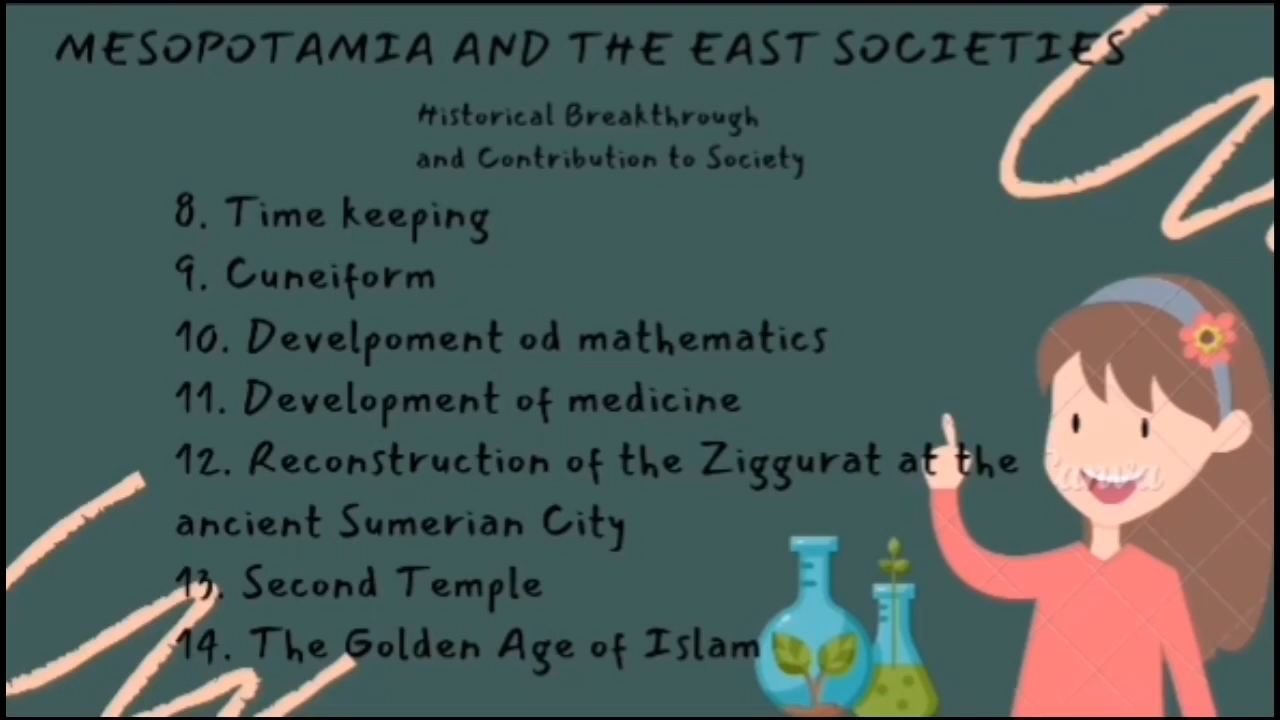 MESOPOTAMIA AND THE EAST SOCIETIES
Historical Breakthrough
and Contribution to Society
8. Time keeping
9. Cuneiform
10. Develpoment od mathematics
11. Development of medicine
12. Reconstruction of the Ziggurat at the
ancient Sumerian City
13. Second Temple
14. The Golden Age of Islam
Canva